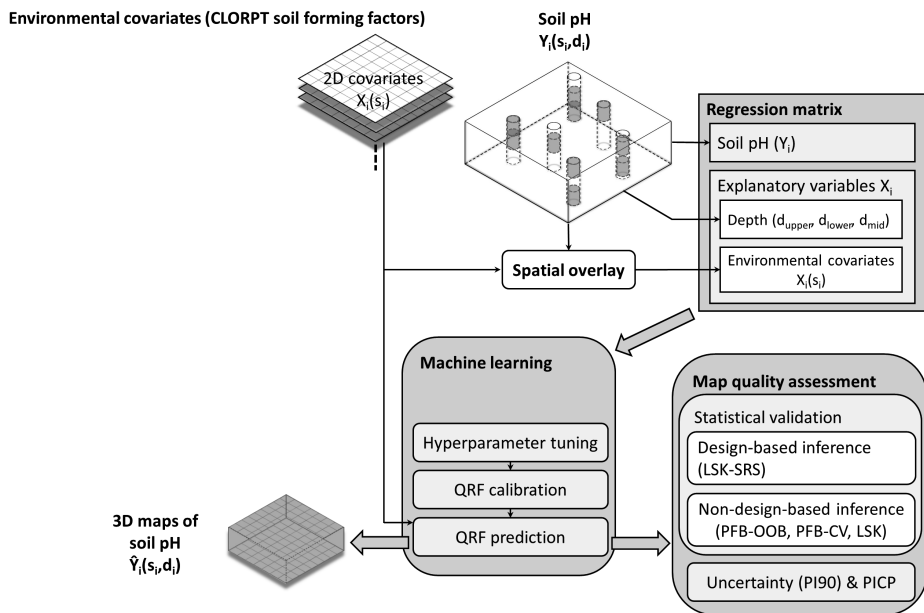 Environmental covariates (CLORPT soil forming factors)
Soil pH
Yi(si,di)
2D covariates
Xi(si)
Regression matrix
Soil pH (Yi)
Explanatory variables Xi
Depth (dupper, dlower, dmid)
Environmental covariates
Xi(si)
Spatial overlay
Machine learning
Hyperparameter tuning
QRF calibration
QRF prediction
Map quality assessment
Statistical validation
Design-based inference
(LSK-SRS)
Non-design-based inference
(PFB-OOB, PFB-CV, LSK)
Uncertainty (PI90) & PICP
3D maps of
soil pH
Ŷi(si,di)